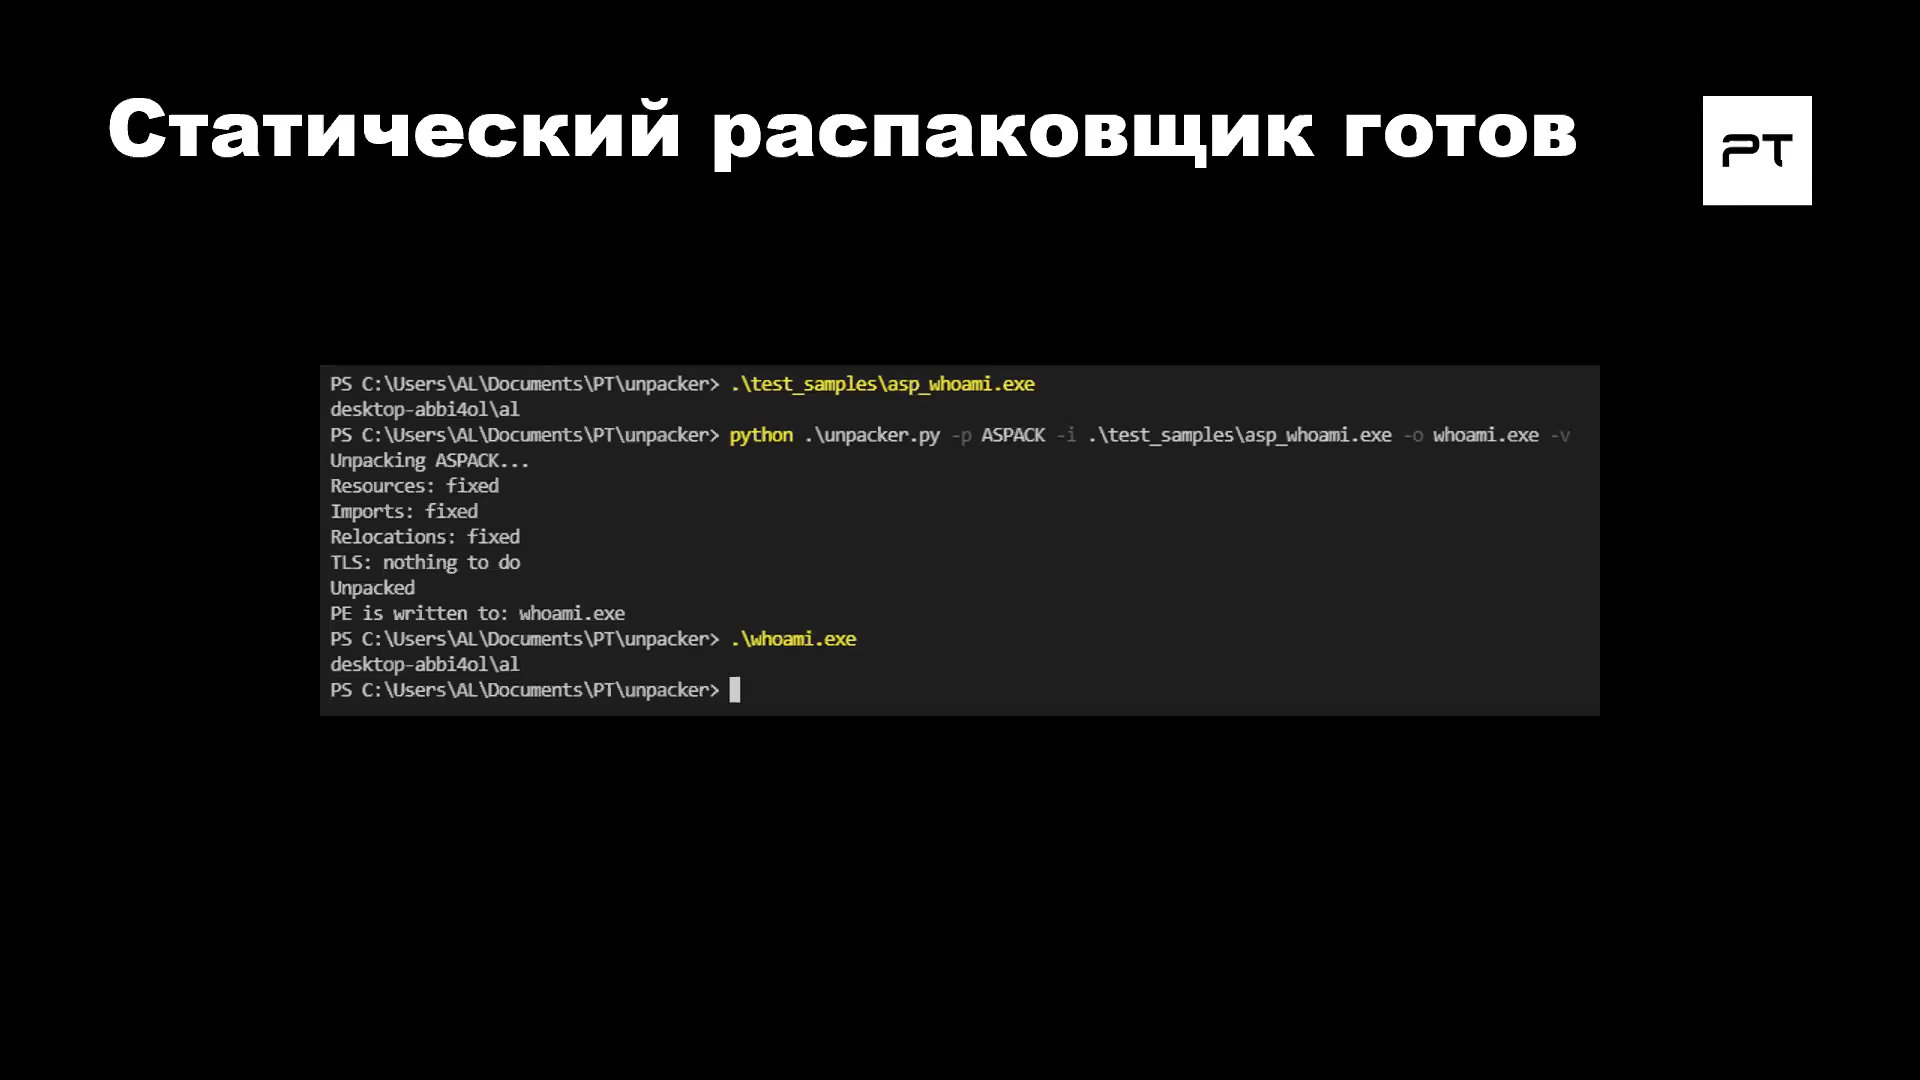 Статический распаковщик готов
PT
PS C:\Users\AL\Documents\PT\unpacker> .\test_samples\asp_whoami.exe
desktop-abbi4ol\al
PS C:\Users\AL\Documents\PT\unpacker> python .\unpacker.py -p ASPACK -i .\test_samples\asp_whoami.exe -o whoami.exe -v
Unpacking ASPACK...
Resources: fixed
Imports: fixed
Relocations: fixed
TLS: nothing to do
Unpacked
PE is written to: whoami.exe
PS C:\Users\AL\Documents\PT\unpacker> .\whoami.exe
desktop-abbi4ol\al
PS C:\Users\AL\Documents\PT\unpacker>